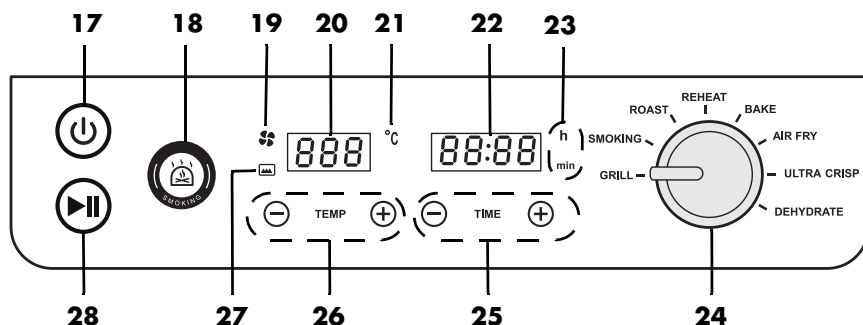 17 18 19 20 21 22 23
REHEAT
ROAST BAKE
°C
h
SMOKING AIR FRY
888 88:88
min
GRILL ULTRA CRISP
SMOKING
TEMP TIME
DEHYDRATE
28 27 26 25 24